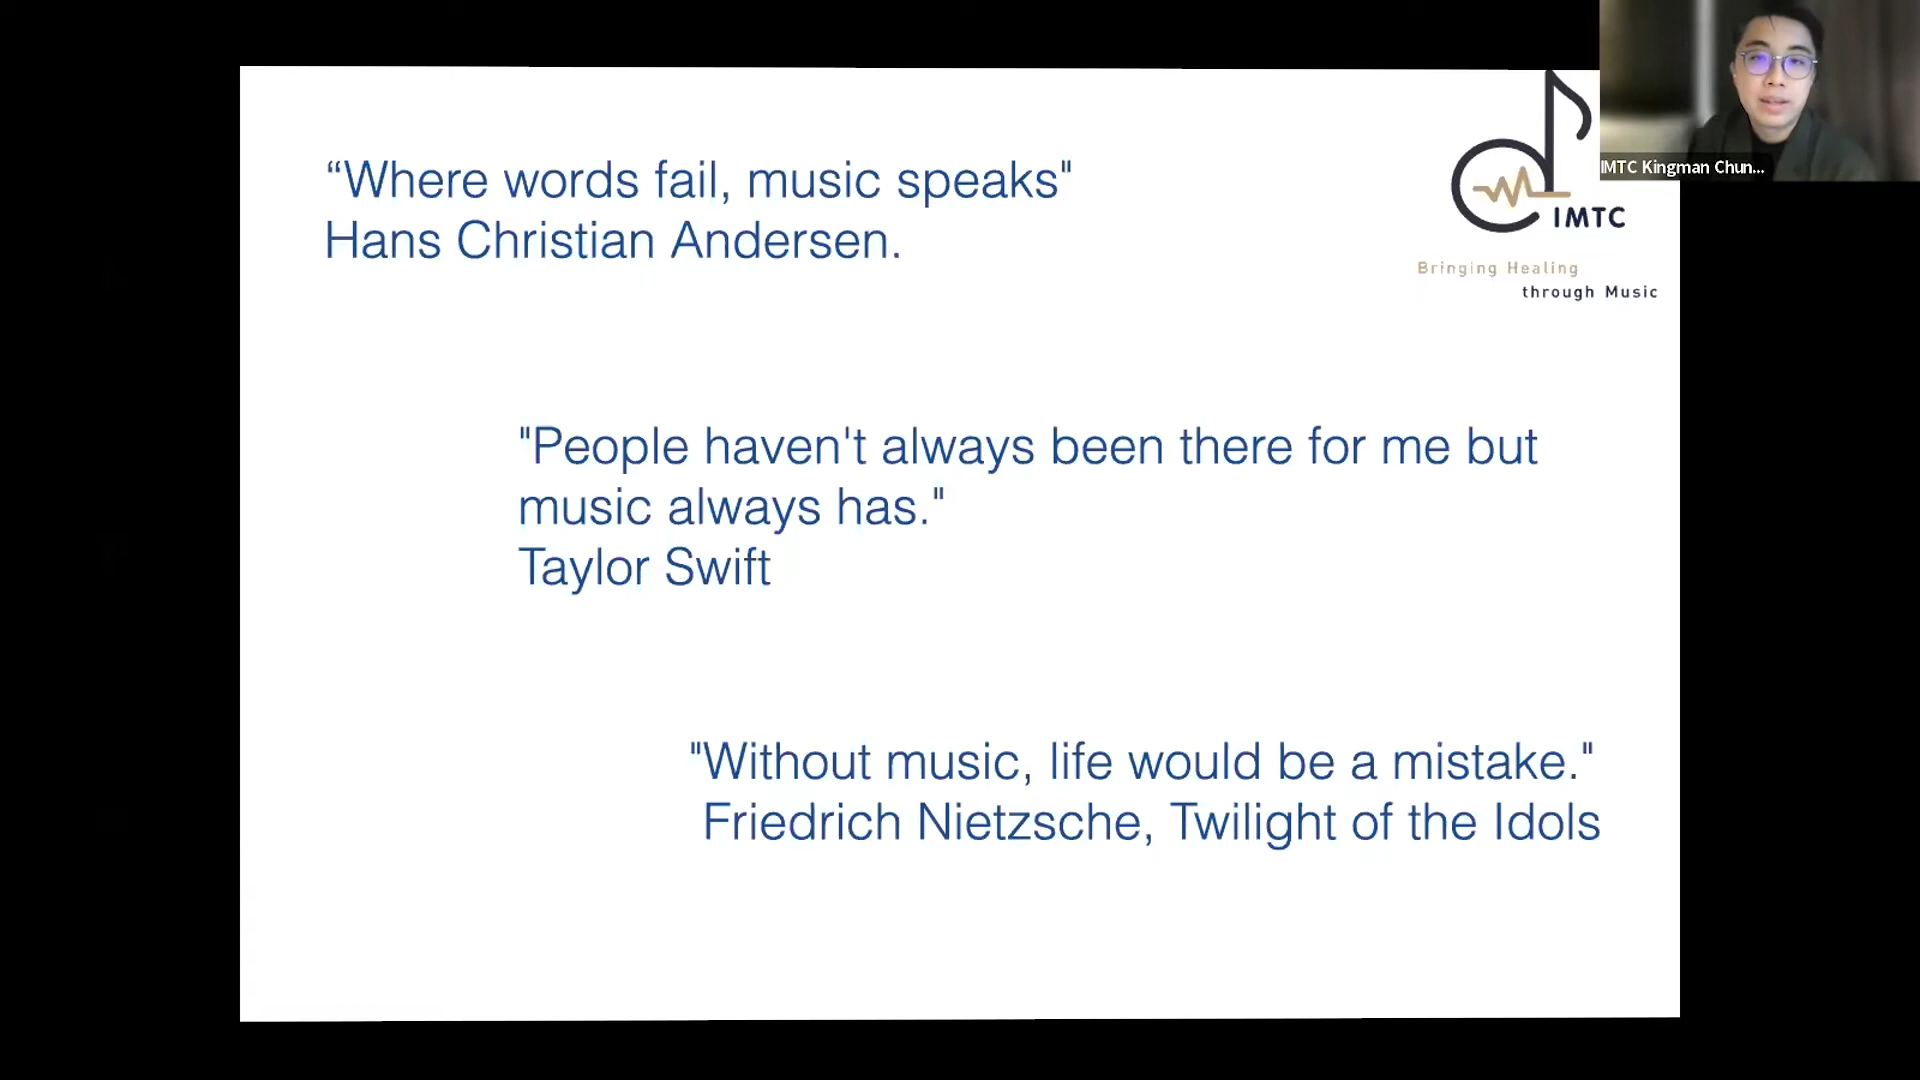 “Where words fail, music speaks"
Hans Christian Andersen.
IMTC
Bringing Healing
through Music
IMTC Kingman Chun...
"People haven't always been there for me but
music always has."
Taylor Swift
"Without music, life would be a mistake."
Friedrich Nietzsche, Twilight of the Idols